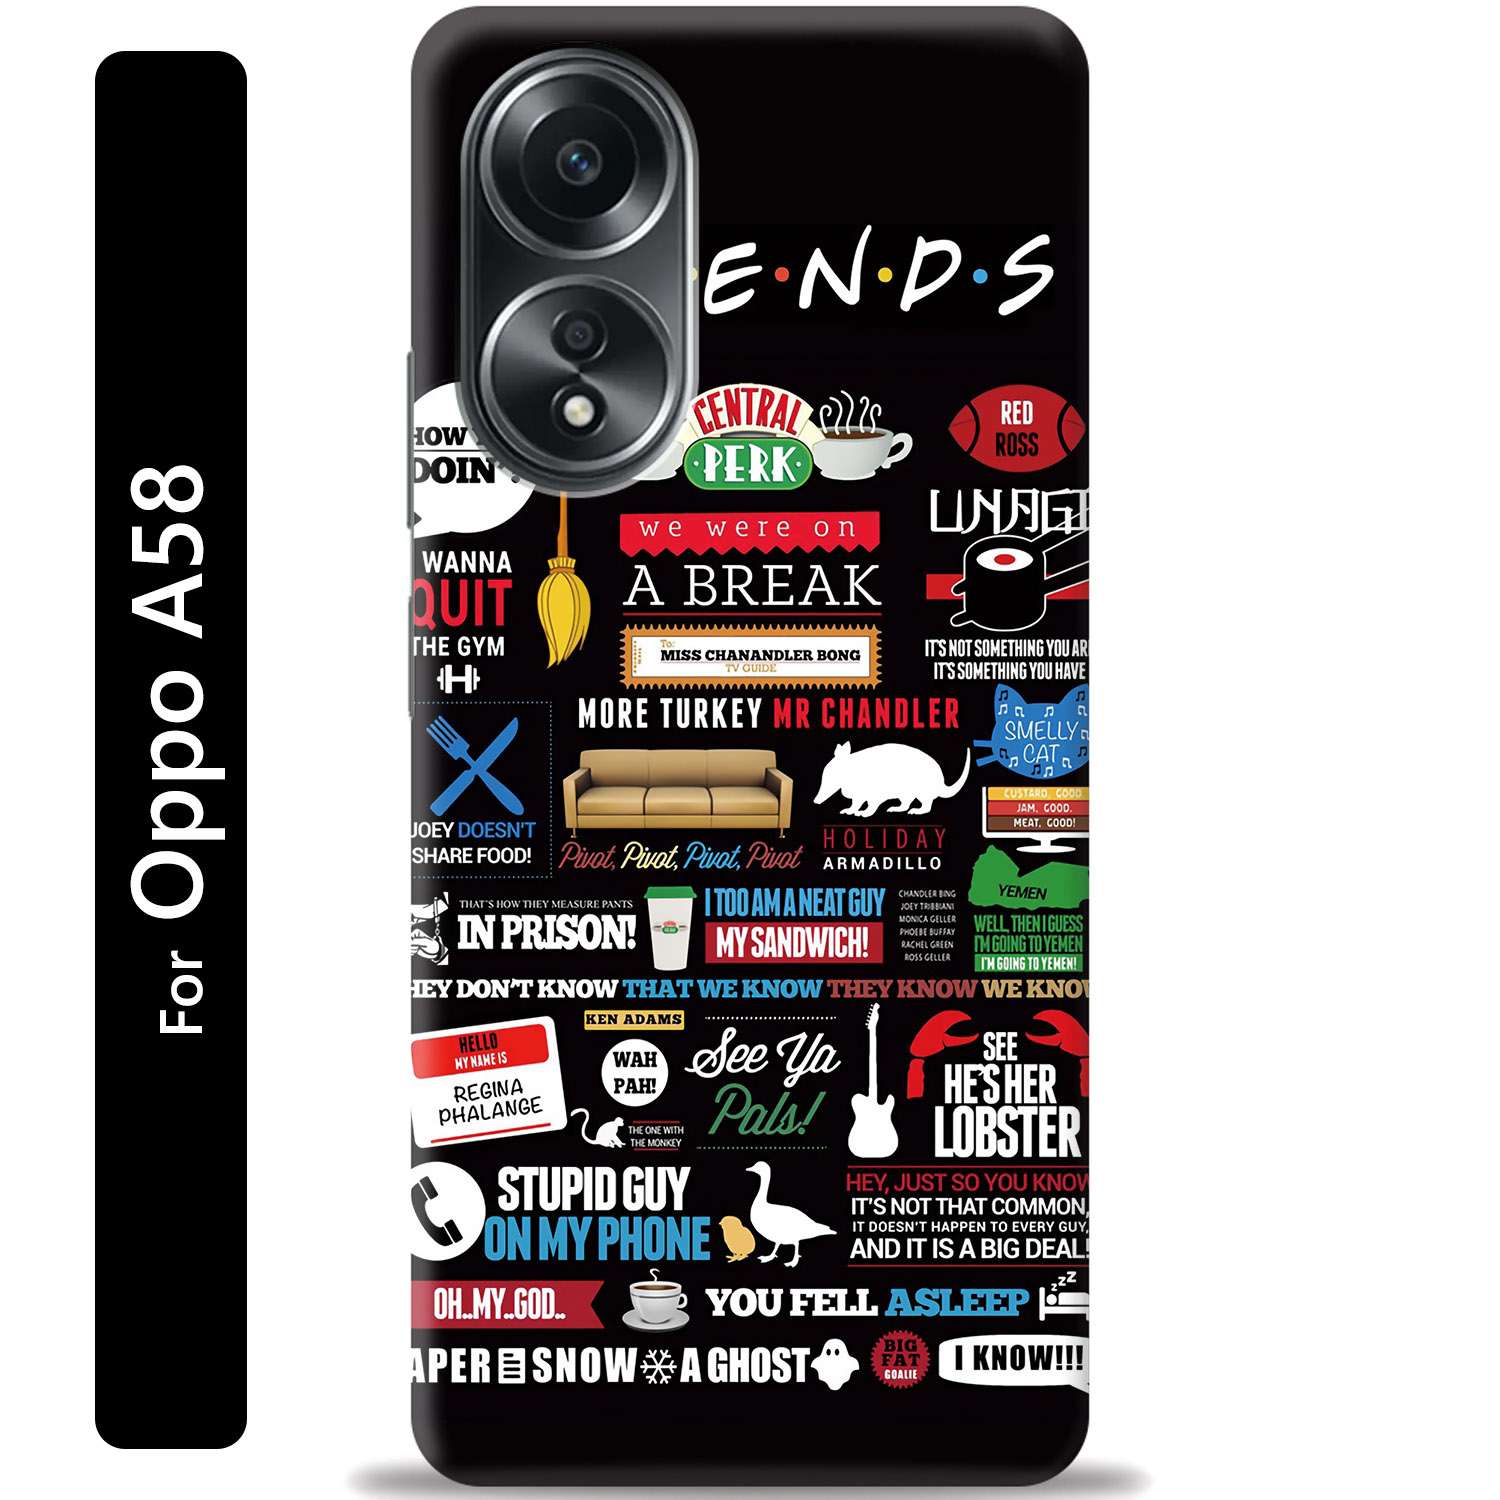 For Oppo A58
E·N·D·S
HOW
DOIN'?
CENTRAL
·PERK·
RED
ROSS
UNAGI
we were on
A BREAK
WANNA
QUIT
THE GYM
To:
MISS CHANANDLER BONG
TV GUIDE
IT'S NOT SOMETHING YOU AR
IT'S SOMETHING YOU HAVE
MORE TURKEY MR CHANDLER
SMELLY
CAT
CUSTARD, GOOD
JAM, GOOD.
MEAT, GOOD!
JOEY DOESN'T
SHARE FOOD!
Pivot, Pivot, Pivot, Pivot
HOLIDAY
ARMADILLO
THAT'S HOW THEY MEASURE PANTS
IN PRISON!
I TOO AM A NEAT GUY
MY SANDWICH!
CHANDLER BING
JOEY TRIBBIANI
MONICA GELLER
PHOEBE BUFFAY
RACHEL GREEN
ROSS GELLER
YEMEN
WELL, THEN I GUESS
I'M GOING TO YEMEN
I'M GOING TO YEMEN!
HEY DON'T KNOW THAT WE KNOW THEY KNOW WE KNOW
HELLO
MY NAME IS
REGINA
PHALANGE
KEN ADAMS
WAH
PAH!
THE ONE WITH
THE MONKEY
See Ya
Pals!
SEE
HE'S HER
LOBSTER
STUPID GUY
ON MY PHONE
HEY, JUST SO YOU KNOW
IT'S NOT THAT COMMON,
IT DOESN'T HAPPEN TO EVERY GUY,
AND IT IS A BIG DEAL!
OH..MY..GOD..
YOU FELL ASLEEP
zzZ
APER SNOW A GHOST
BIG
FAT
GOALIE
I KNOW!!!